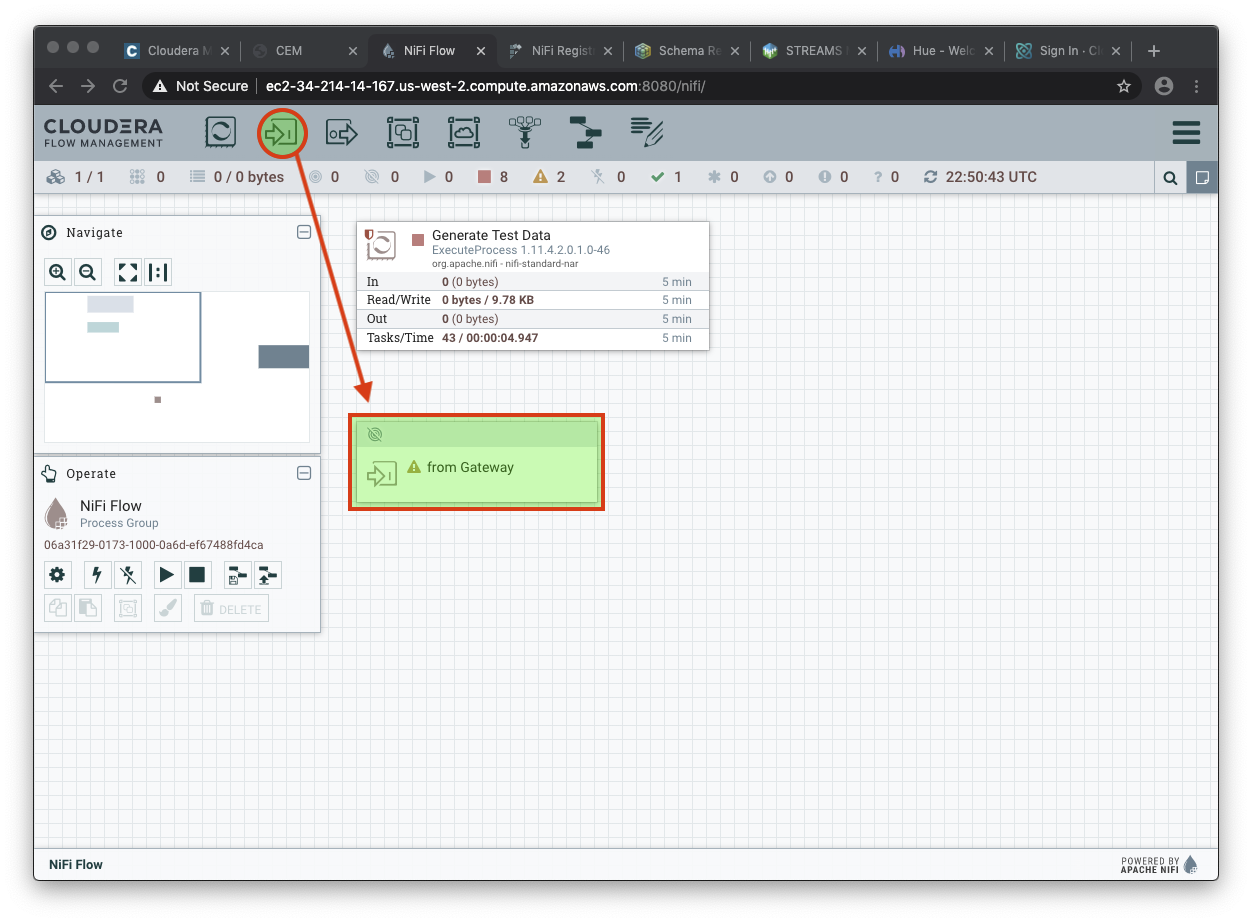 Cloudera M
CEM
NiFi Flow
NiFi Regist
Schema Re
STREAMS
Hue - Welc
Sign In · Cl
Not Secure
ec2-34-214-14-167.us-west-2.compute.amazonaws.com:8080/nifi/
CLOUDERA
FLOW MANAGEMENT
1 / 1 0 0 / 0 bytes 0 0 0 8 2 0 1 0 0 0 ? 0 22:50:43 UTC
Navigate
Generate Test Data
ExecuteProcess 1.11.4.2.0.1.0-46
org.apache.nifi - nifi-standard-nar
In 0 (0 bytes) 5 min
Read/Write 0 bytes / 9.78 KB 5 min
Out 0 (0 bytes) 5 min
Tasks/Time 43 / 00:00:04.947 5 min
from Gateway
Operate
NiFi Flow
Process Group
06a31f29-0173-1000-0a6d-ef67488fd4ca
DELETE
NiFi Flow
POWERED BY
APACHE NIFI